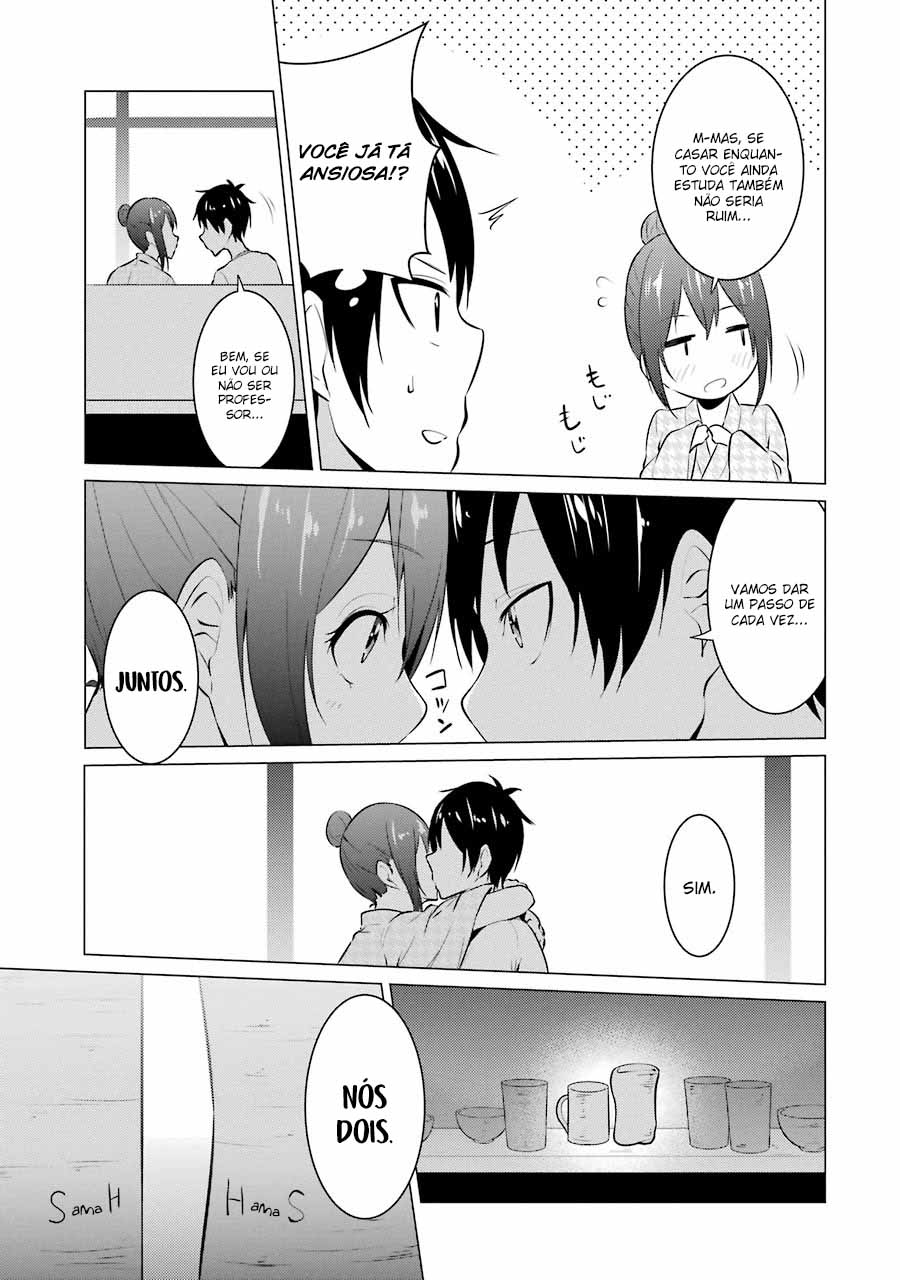 M-MAS, SE
CASAR ENQUAN-
TO VOCÊ AINDA
ESTUDA TAMBÉM
NÃO SERIA
RUIM...
もじ
もじ
VOCÊ JÁ TÁ
ANSIOSA!?
BEM, SE
EU VOU OU
NÃO SER
PROFES-
SOR...
VAMOS DAR
UM PASSO DE
CADA VEZ...
コツン
JUNTOS.
SIM.
NÓS
DOIS.
SamaH
HamaS